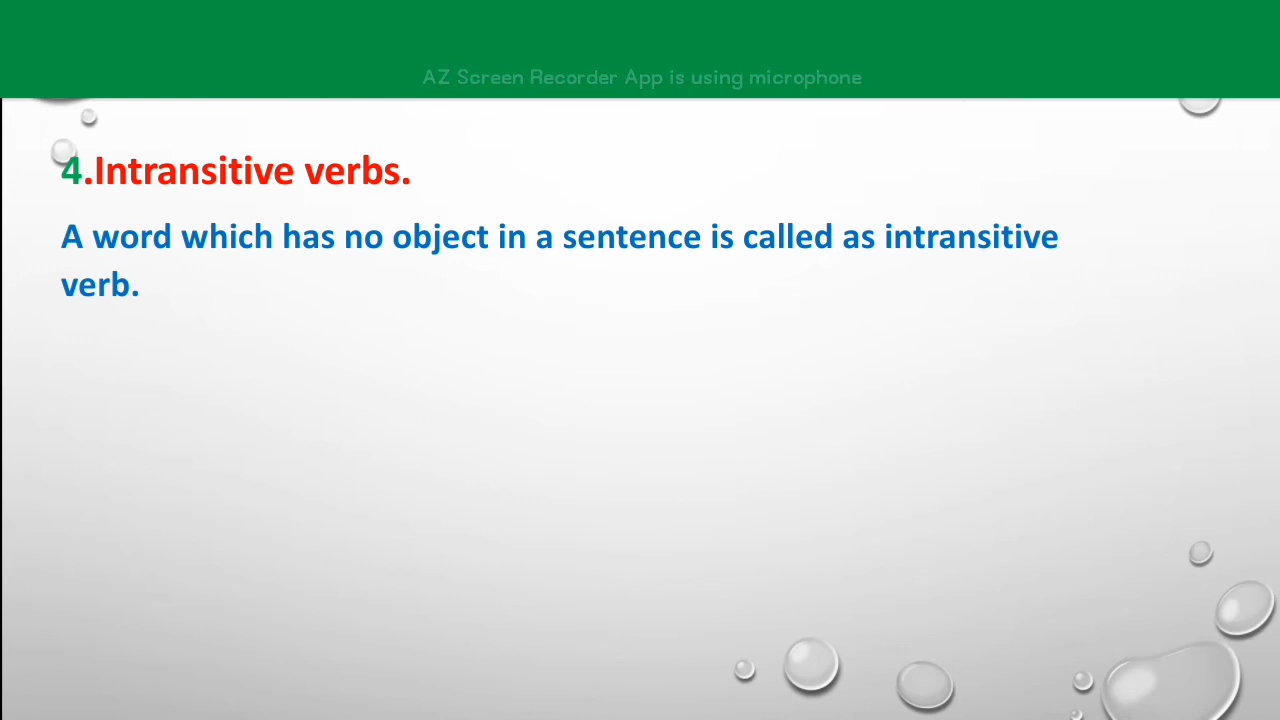 AZ Screen Recorder App is using microphone
4.Intransitive verbs.
A word which has no object in a sentence is called as intransitive
verb.